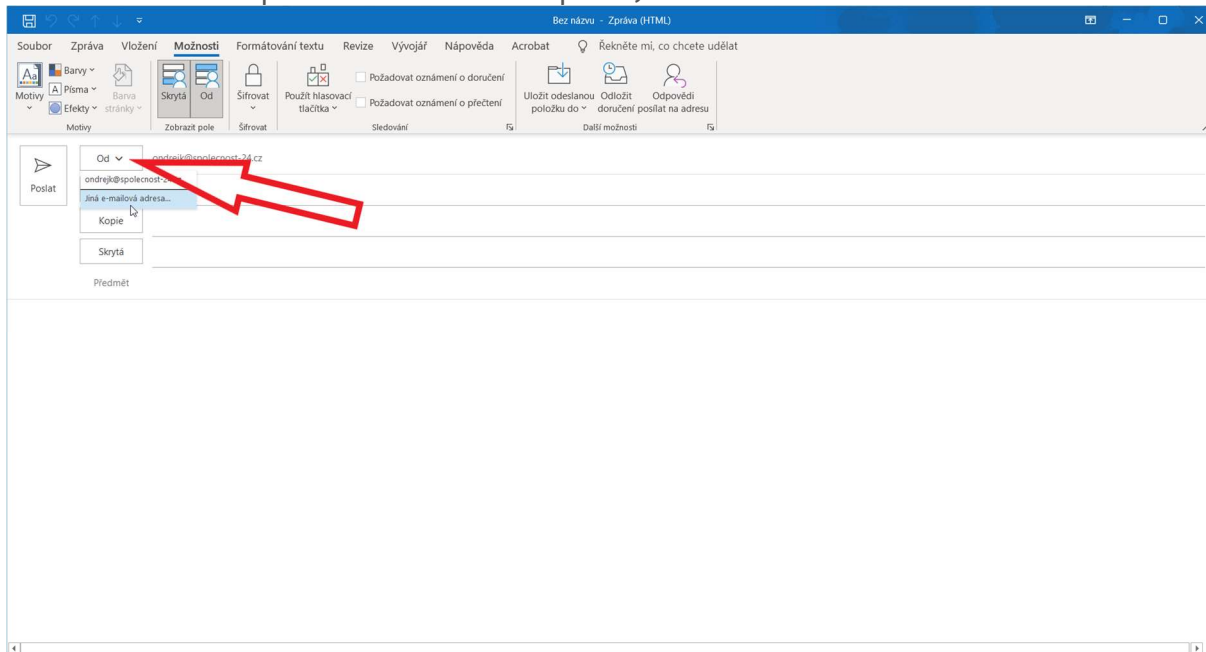 Bez názvu - Zpráva (HTML)
Soubor Zpráva Vložení Možnosti Formátování textu Revize Vývojář Nápověda Acrobat Řekněte mi, co chcete udělat
Motivy
Barvy
Písma
Efekty
Barva stránky
Skrytá
Od
Šifrovat
Použít hlasovací tlačítka
Požadovat oznámení o doručení
Požadovat oznámení o přečtení
Uložit odeslanou položku do
Odložit doručení
Odpovědi posílat na adresu
Motivy Zobrazit pole Šifrovat Sledování Další možnosti
Poslat
Od ondrejk@spolecnost-24.cz
Jiná e-mailová adresa...
Kopie
Skrytá
Předmět